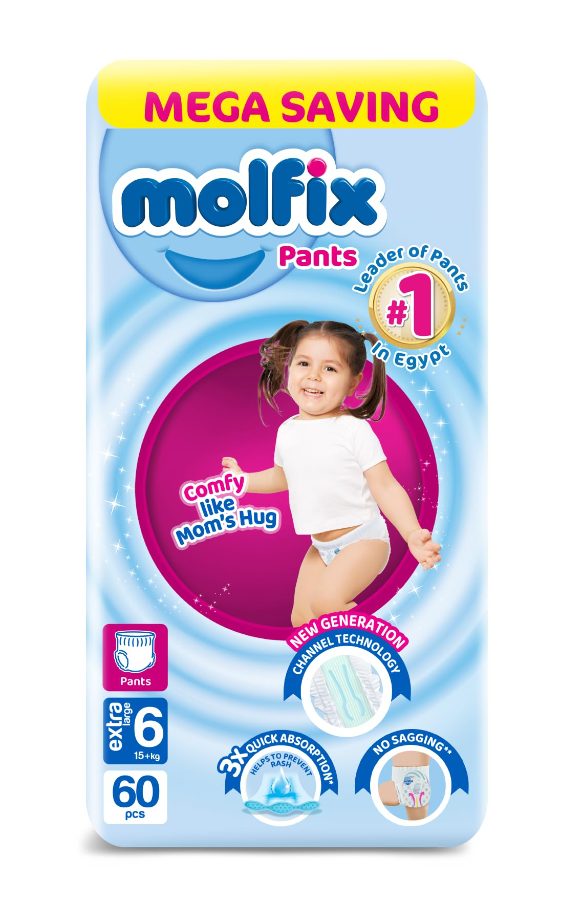 MEGA SAVING
molfix
Pants
Leader of Pants
#1
In Egypt
Comfy
like
Mom's Hug
NEW GENERATION
CHANNEL TECHNOLOGY
Pants
extra
large
6
15+kg
3X QUICK ABSORPTION*
HELPS TO PREVENT
RASH
NO SAGGING**
60
pcs